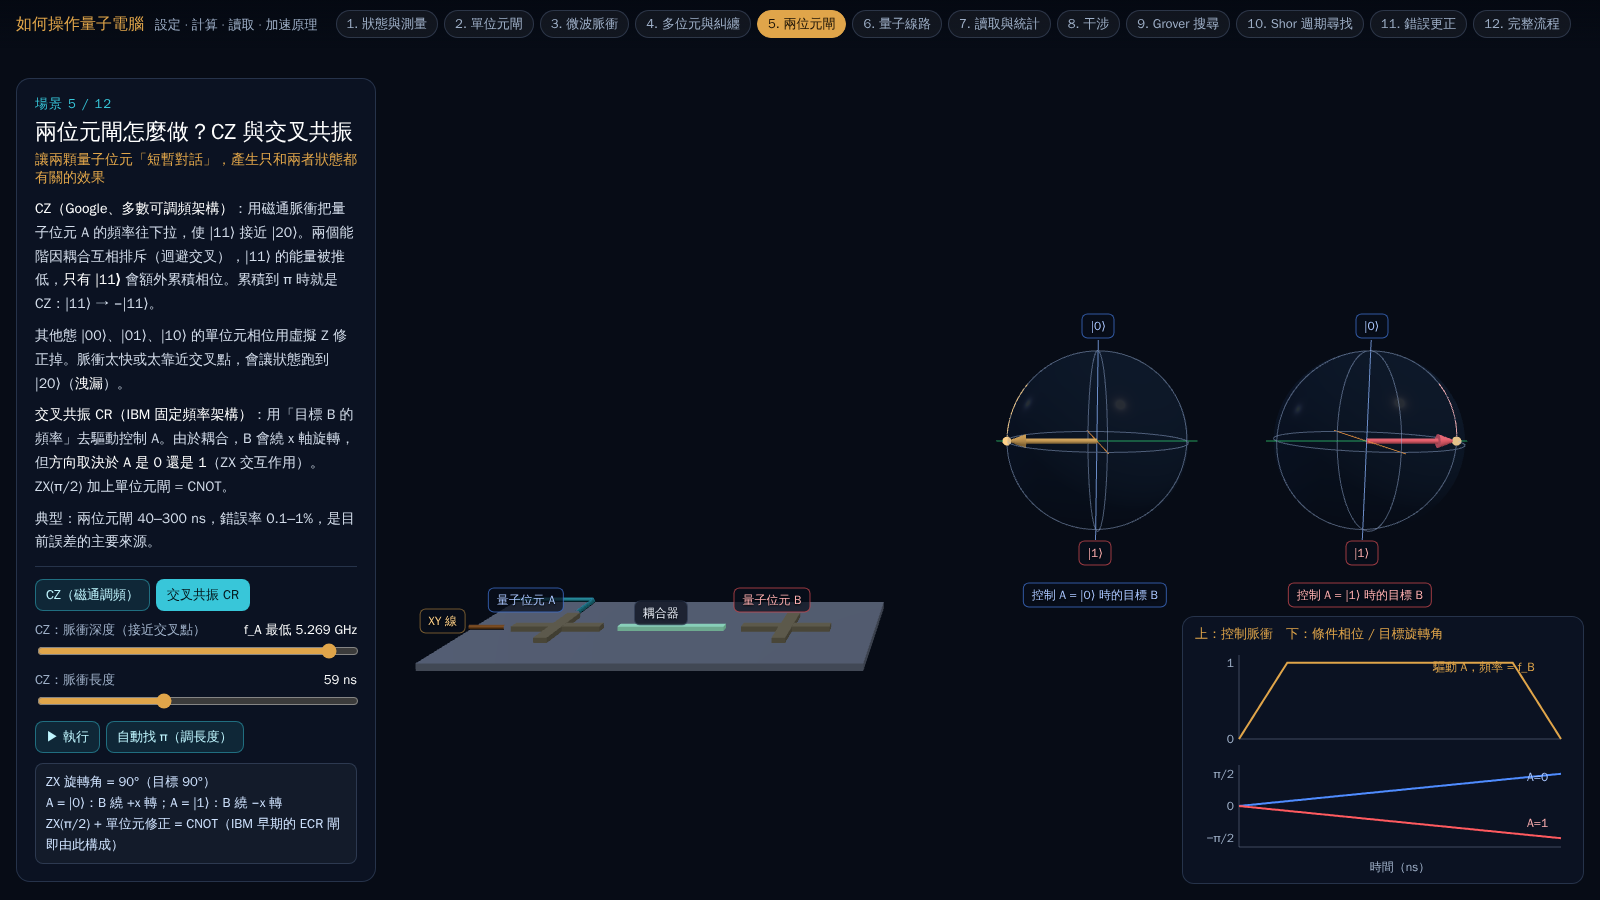 如何操作量子電腦 設定 · 計算 · 讀取 · 加速原理
1. 狀態與測量
2. 單位元閘
3. 微波脈衝
4. 多位元與糾纏
5. 兩位元閘
6. 量子線路
7. 讀取與統計
8. 干涉
9. Grover 搜尋
10. Shor 週期尋找
11. 錯誤更正
12. 完整流程
場景 5 / 12
兩位元閘怎麼做？CZ 與交叉共振
讓兩顆量子位元「短暫對話」，產生只和兩者狀態都
有關的效果
CZ（Google、多數可調頻架構）：用磁通脈衝把量
子位元 A 的頻率往下拉，使 |11⟩ 接近 |20⟩。兩個能
階因耦合互相排斥（迴避交叉），|11⟩ 的能量被推
低，只有 |11⟩ 會額外累積相位。累積到 π 時就是
CZ：|11⟩ → −|11⟩。
其他態 |00⟩、|01⟩、|10⟩ 的單位元相位用虛擬 Z 修
正掉。脈衝太快或太靠近交叉點，會讓狀態跑到
|20⟩（洩漏）。
交叉共振 CR（IBM 固定頻率架構）：用「目標 B 的
頻率」去驅動控制 A。由於耦合，B 會繞 x 軸旋轉，
但方向取決於 A 是 0 還是 1（ZX 交互作用）。
ZX(π/2) 加上單位元閘 = CNOT。
典型：兩位元閘 40–300 ns，錯誤率 0.1–1%，是目
前誤差的主要來源。
CZ（磁通調頻）
交叉共振 CR
CZ：脈衝深度（接近交叉點） f_A 最低 5.269 GHz
CZ：脈衝長度 59 ns
▶ 執行
自動找 π（調長度）
ZX 旋轉角 = 90°（目標 90°）
A = |0⟩：B 繞 +x 轉；A = |1⟩：B 繞 −x 轉
ZX(π/2) + 單位元修正 = CNOT（IBM 早期的 ECR 閘
即由此構成）
XY 線
量子位元 A
耦合器
量子位元 B
|0⟩
|1⟩
控制 A = |0⟩ 時的目標 B
|0⟩
|1⟩
控制 A = |1⟩ 時的目標 B
上：控制脈衝 下：條件相位 / 目標旋轉角
1
驅動 A，頻率 = f_B
0
π/2
A=0
0
A=1
−π/2
時間（ns）